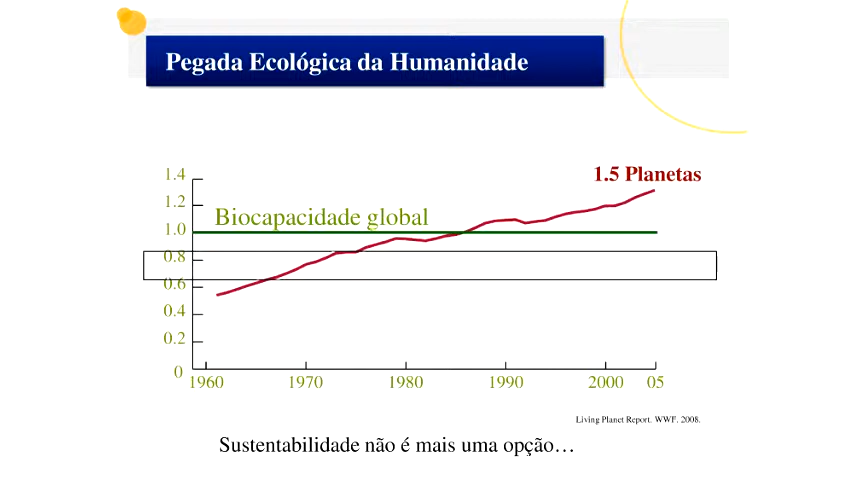 Pegada Ecológica da Humanidade
1.5 Planetas
1.4
1.2
Biocapacidade global
1.0
0.8
0.6
0.4
0.2
0
1960 1970 1980 1990 2000 05
Living Planet Report. WWF. 2008.
Sustentabilidade não é mais uma opção…